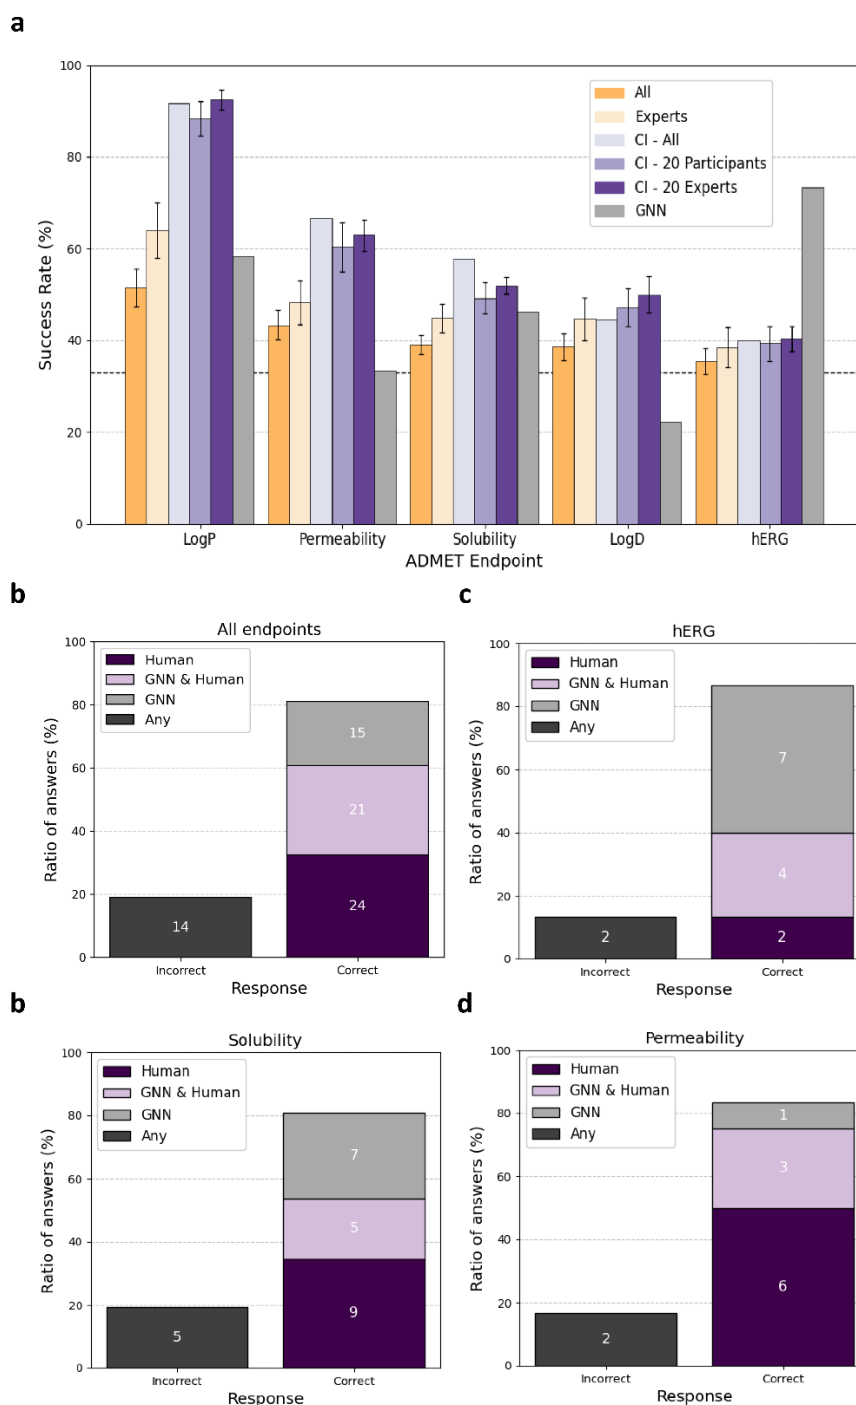 a
100
80
60
40
20
0
Success Rate (%)
All
Experts
CI - All
CI - 20 Participants
CI - 20 Experts
GNN
LogP
Permeability
Solubility
LogD
hERG
ADMET Endpoint
b
All endpoints
100
80
60
40
20
0
Ratio of answers (%)
Human
GNN & Human
GNN
Any
15
21
24
14
Incorrect
Correct
Response
c
hERG
100
80
60
40
20
0
Ratio of answers (%)
Human
GNN & Human
GNN
Any
7
4
2
2
Incorrect
Correct
Response
b
Solubility
100
80
60
40
20
0
Ratio of answers (%)
Human
GNN & Human
GNN
Any
7
5
9
5
Incorrect
Correct
Response
d
Permeability
100
80
60
40
20
0
Ratio of answers (%)
Human
GNN & Human
GNN
Any
1
3
6
2
Incorrect
Correct
Response